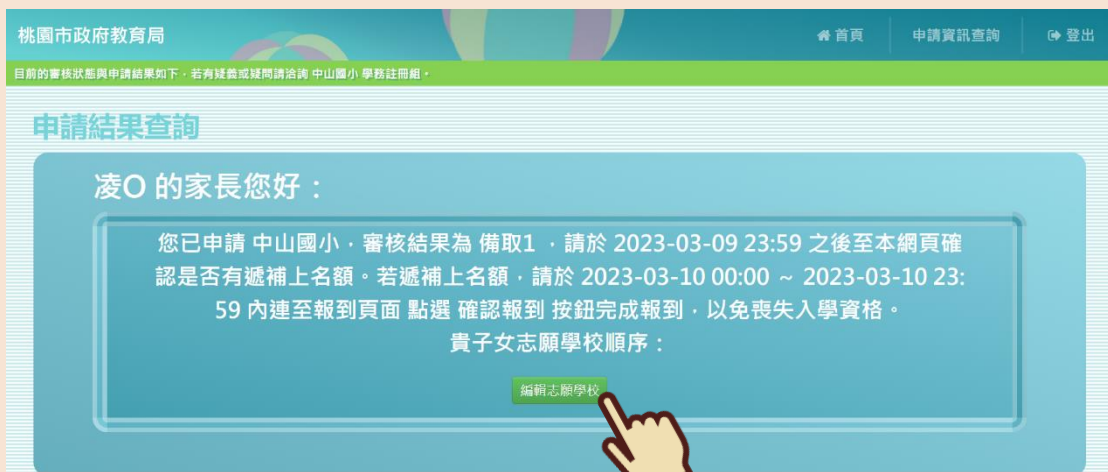 桃園市政府教育局
首頁
申請資訊查詢
登出
目前的審核狀態與申請結果如下，若有疑義或疑問請洽詢 中山國小 學務註冊組。
申請結果查詢
凌O 的家長您好：
您已申請 中山國小，審核結果為 備取1 ，請於 2023-03-09 23:59 之後至本網頁確
認是否有遞補上名額。若遞補上名額，請於 2023-03-10 00:00 ~ 2023-03-10 23:
59 內連至報到頁面 點選 確認報到 按鈕完成報到，以免喪失入學資格。
貴子女志願學校順序：
編輯志願學校